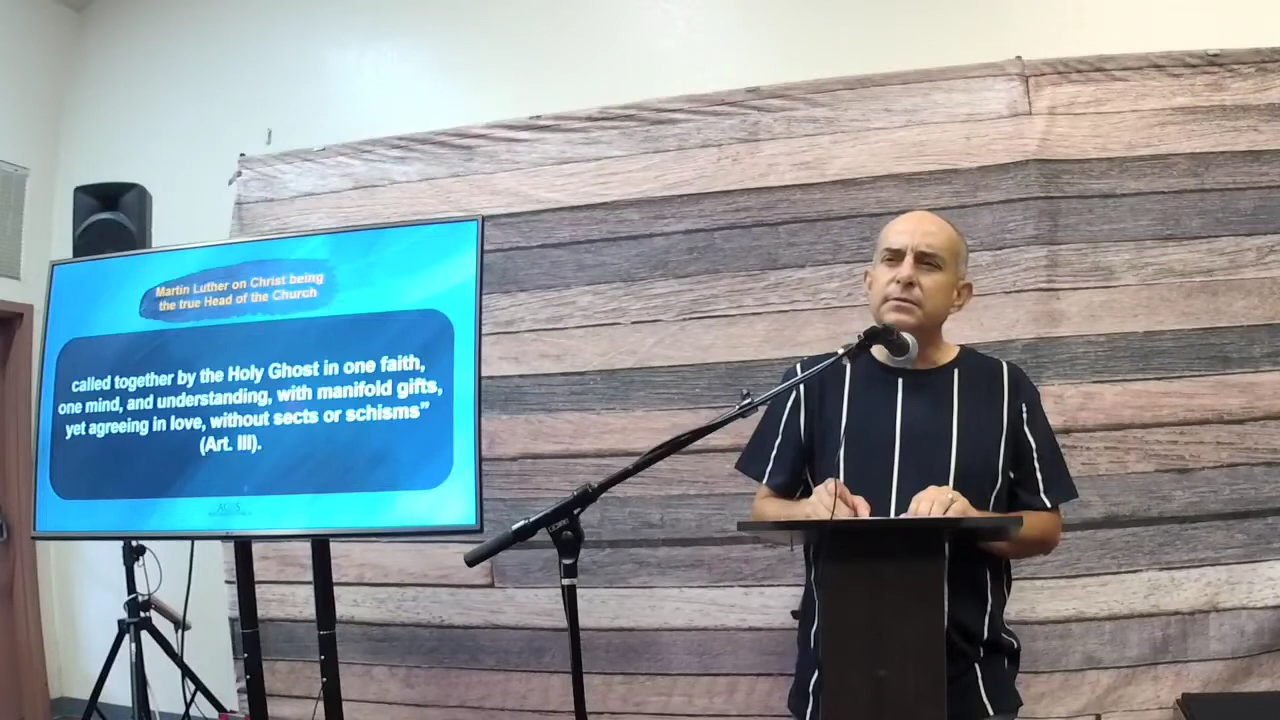 Martin Luther on Christ being
the true Head of the Church
called together by the Holy Ghost in one faith,
one mind, and understanding, with manifold gifts,
yet agreeing in love, without sects or schisms”
(Art. III).